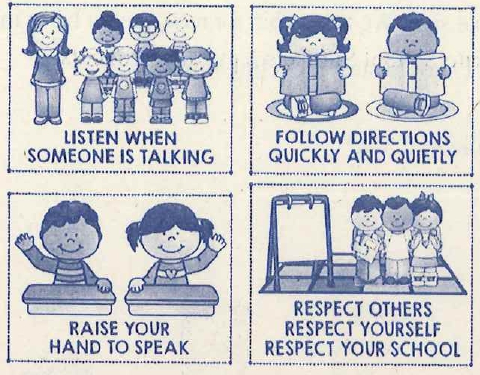 LISTEN WHEN
SOMEONE IS TALKING
FOLLOW DIRECTIONS
QUICKLY AND QUIETLY
RAISE YOUR
HAND TO SPEAK
RESPECT OTHERS
RESPECT YOURSELF
RESPECT YOUR SCHOOL